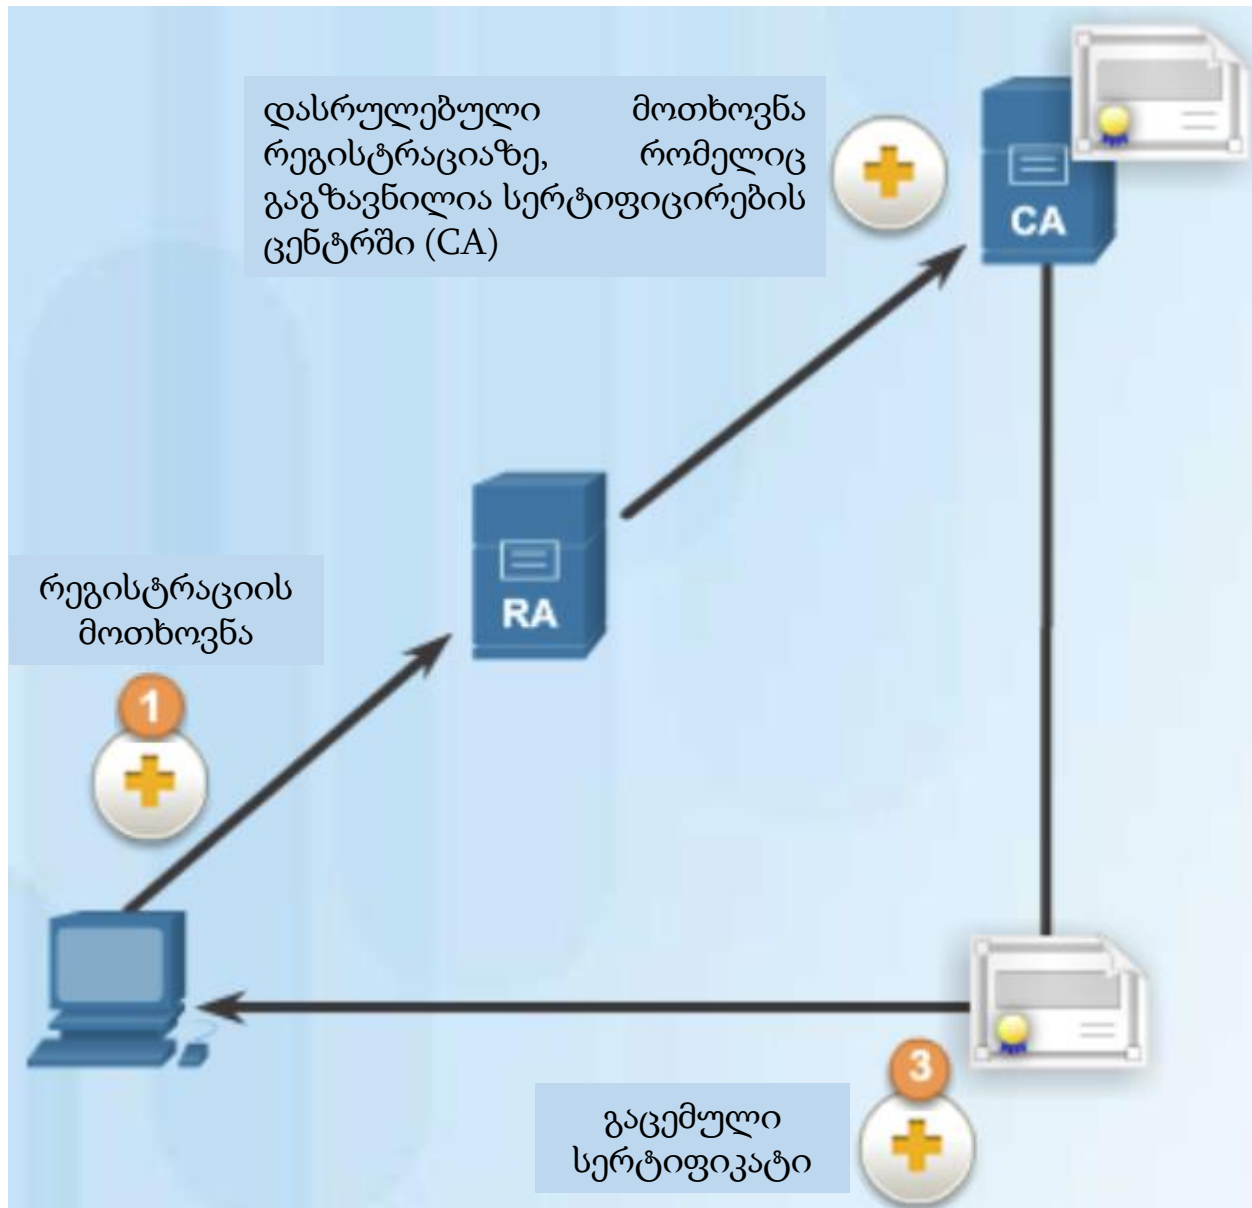 დასრულებული მოთხოვნა
რეგისტრაციაზე, რომელიც
გაგზავნილია სერტიფიცირების
ცენტრში (CA)
CA
RA
რეგისტრაციის
მოთხოვნა
1
3
გაცემული
სერტიფიკატი